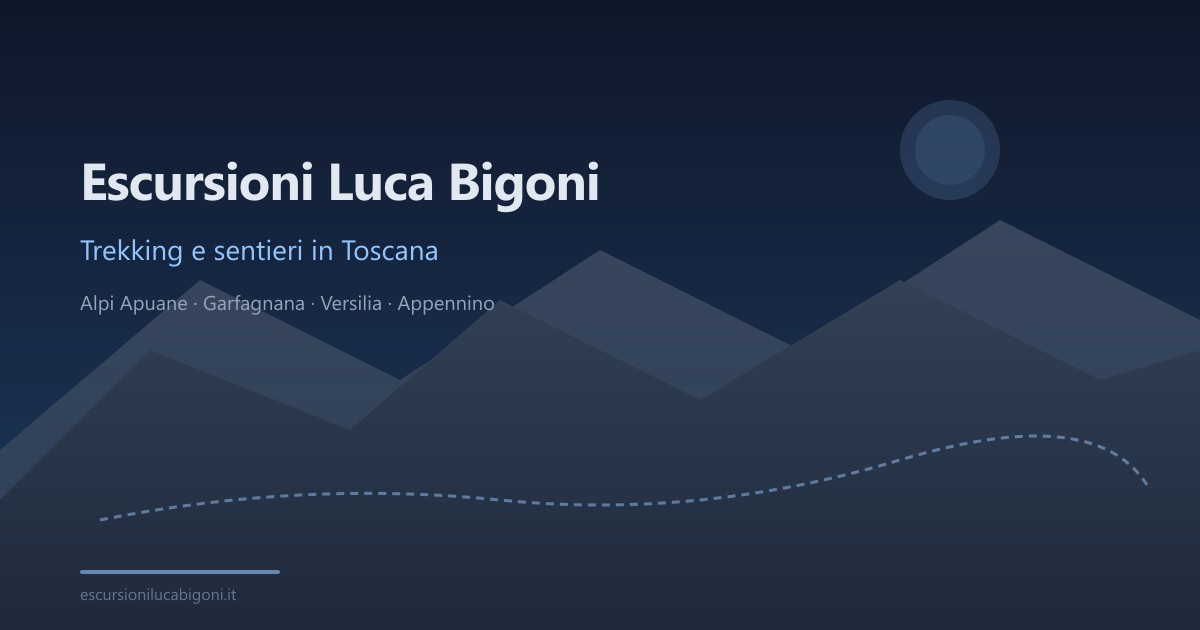 Escursioni Luca Bigoni
Trekking e sentieri in Toscana
Alpi Apuane · Garfagnana · Versilia · Appennino
escursionilucabigoni.it